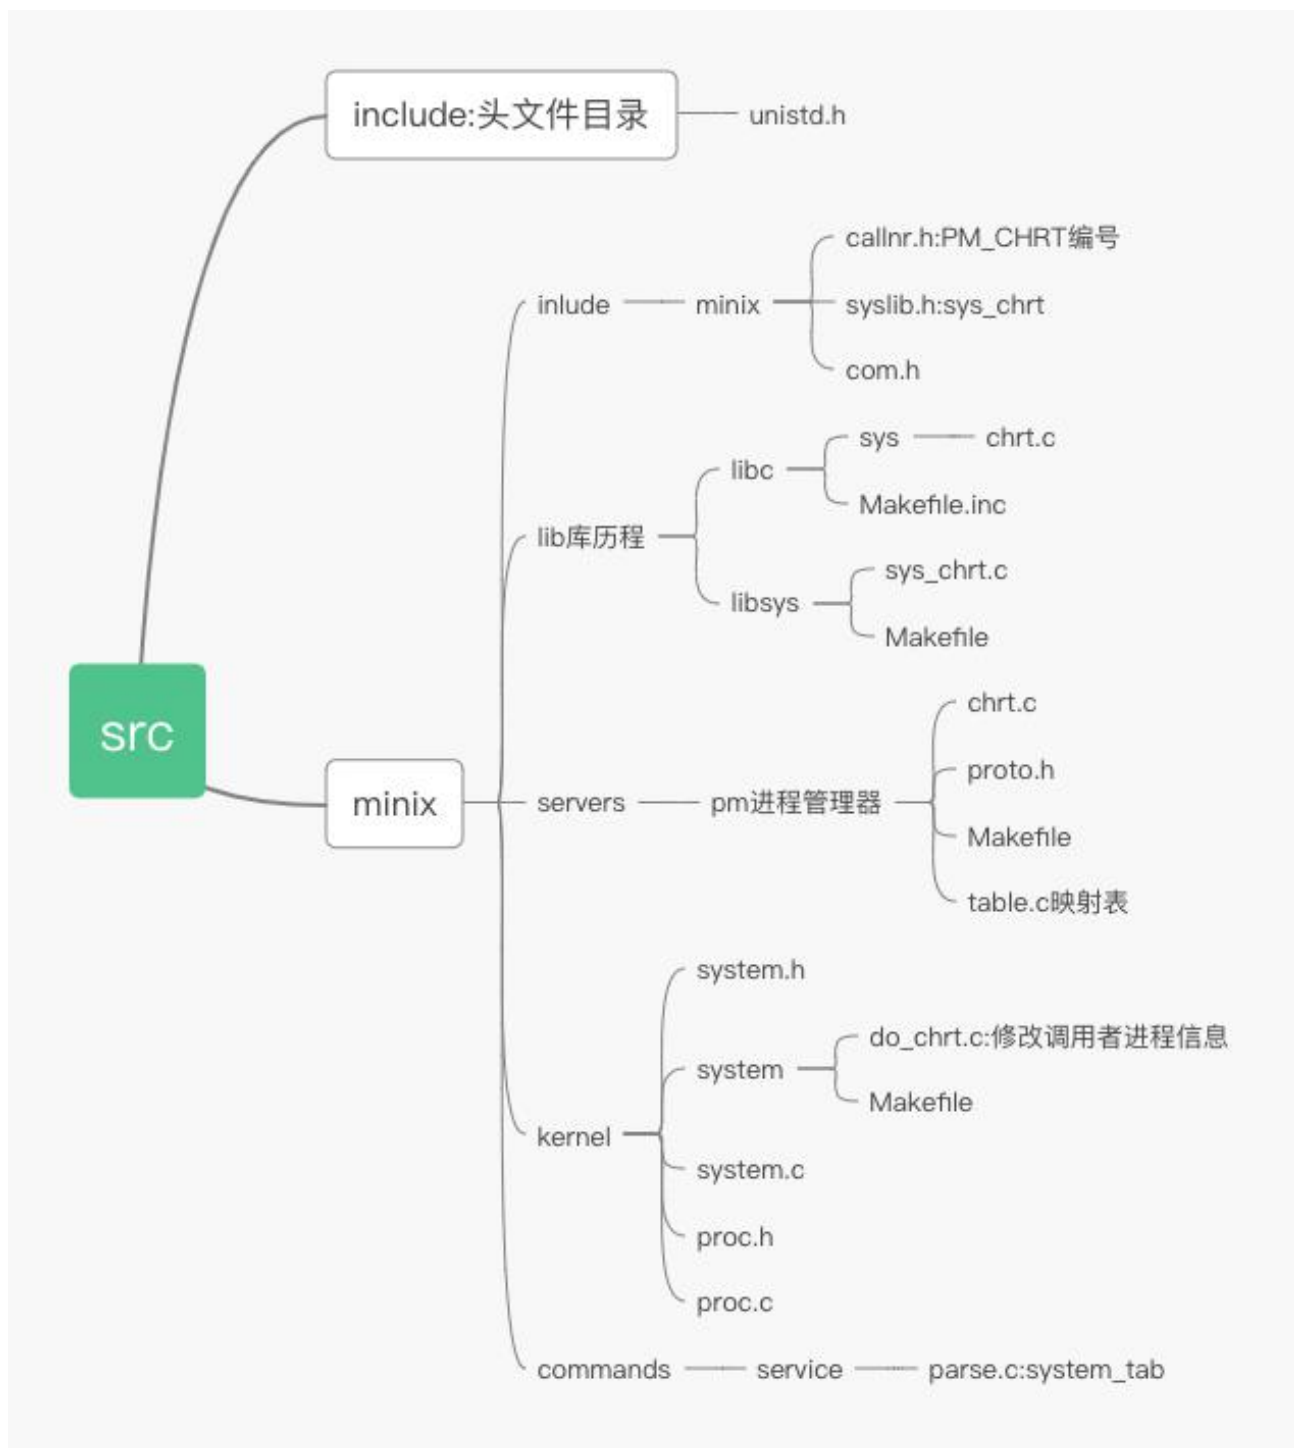 include:头文件目录
unistd.h
callnr.h:PM_CHRT编号
inlude
minix
syslib.h:sys_chrt
com.h
sys
chrt.c
libc
Makefile.inc
lib库历程
sys_chrt.c
libsys
Makefile
chrt.c
src
proto.h
minix
servers
pm进程管理器
Makefile
table.c映射表
system.h
do_chrt.c:修改调用者进程信息
system
Makefile
kernel
system.c
proc.h
proc.c
commands
service
parse.c:system_tab